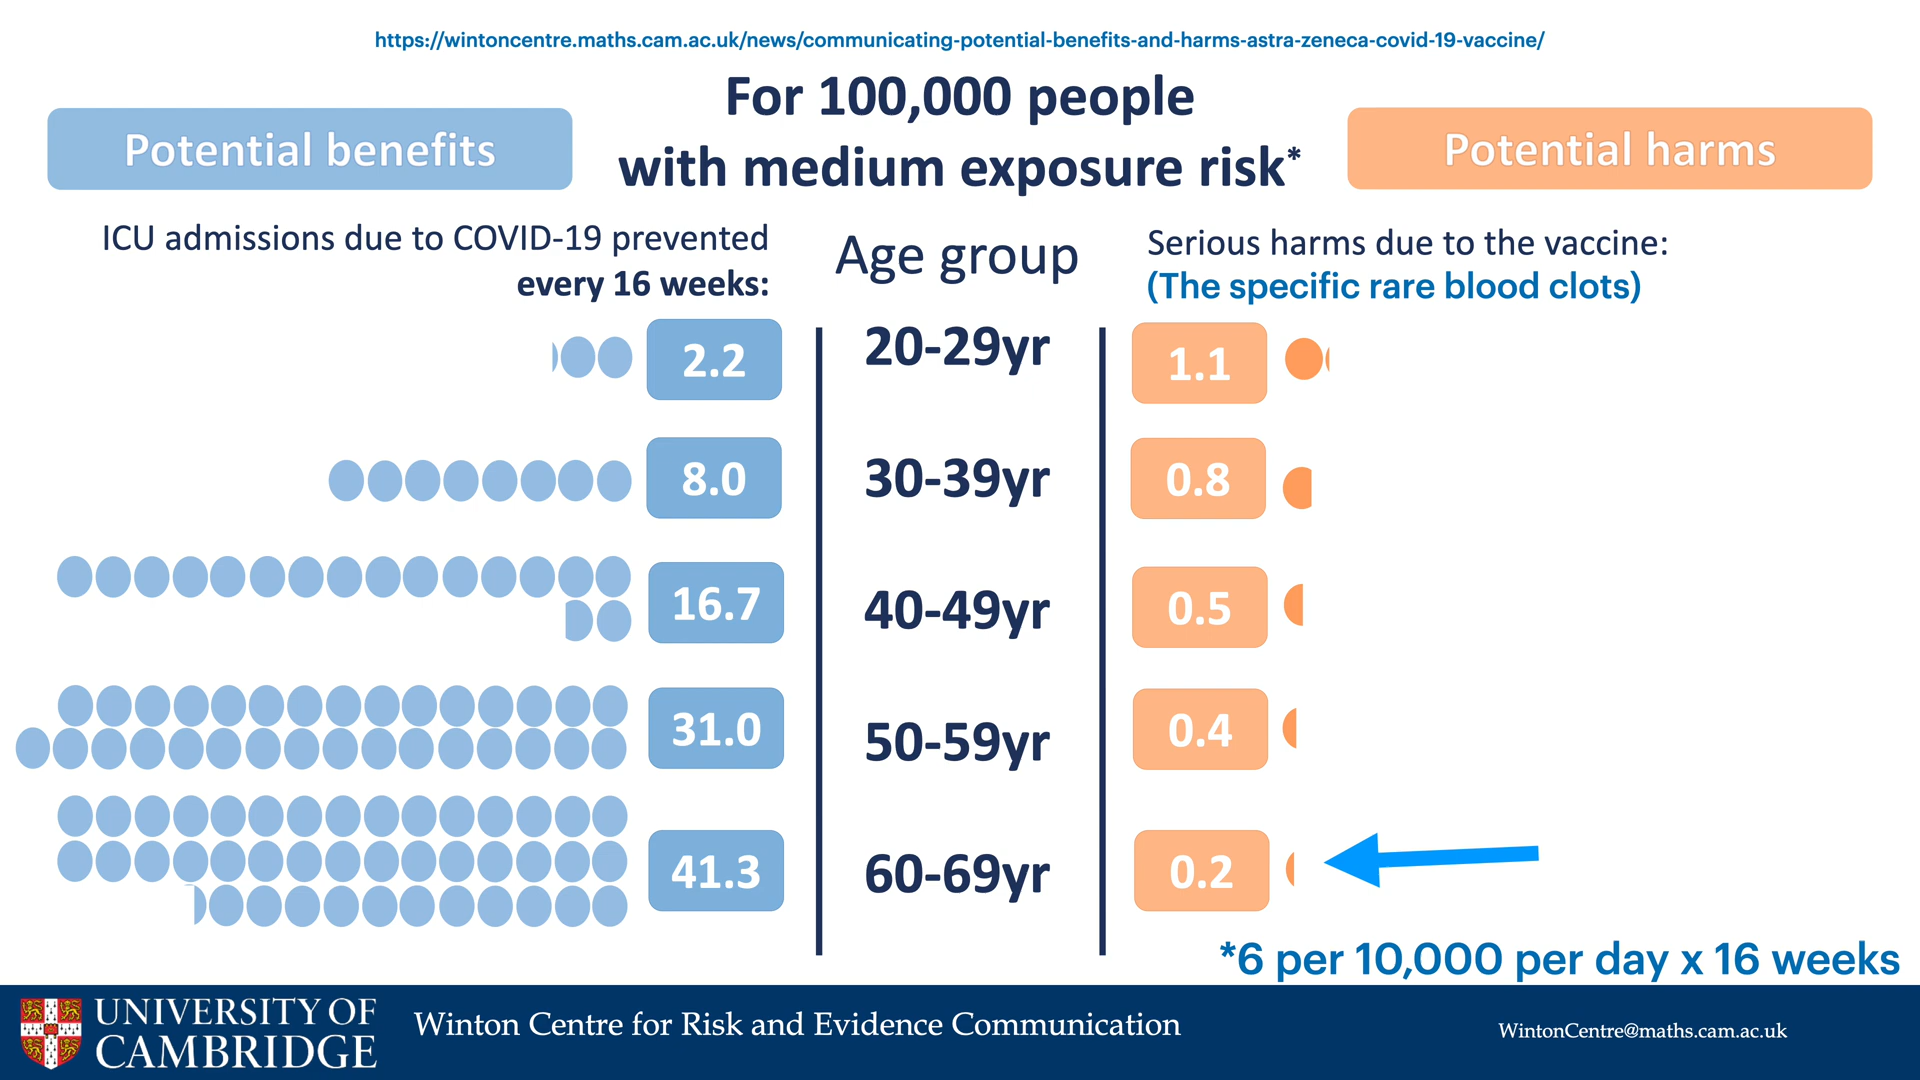 https://wintoncentre.maths.cam.ac.uk/news/communicating-potential-benefits-and-harms-astra-zeneca-covid-19-vaccine/
For 100,000 people
with medium exposure risk*
Potential benefits
Potential harms
ICU admissions due to COVID-19 prevented
every 16 weeks:
Age group
Serious harms due to the vaccine:
(The specific rare blood clots)
2.2 20-29yr 1.1
8.0 30-39yr 0.8
16.7 40-49yr 0.5
31.0 50-59yr 0.4
41.3 60-69yr 0.2
*6 per 10,000 per day x 16 weeks
UNIVERSITY OF
CAMBRIDGE
Winton Centre for Risk and Evidence Communication
WintonCentre@maths.cam.ac.uk